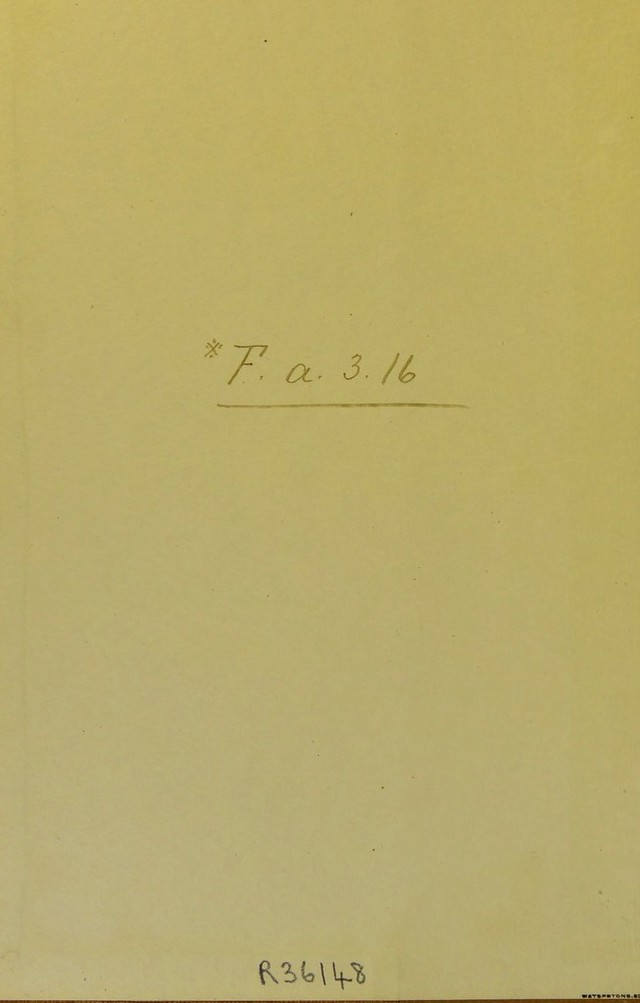 ※ F. a. 3. 16
R36148